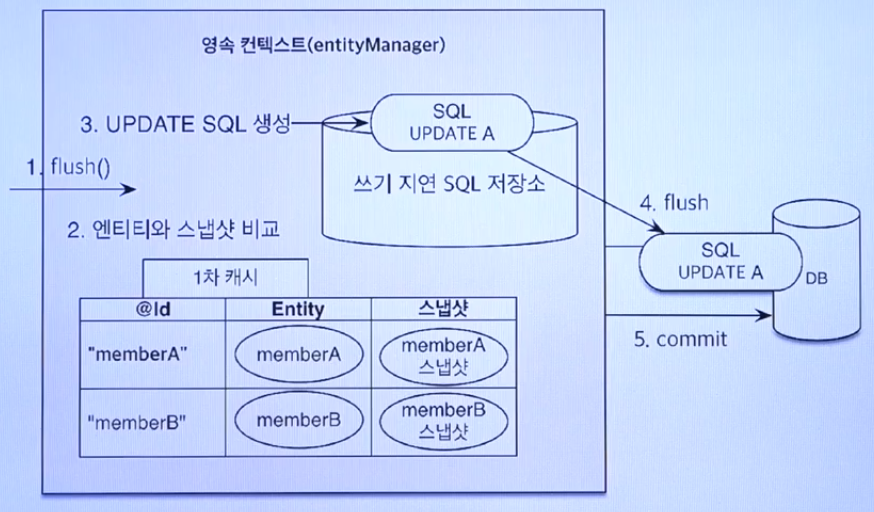 영속 컨텍스트(entityManager)
3. UPDATE SQL 생성
SQL
UPDATE A
1. flush()
쓰기 지연 SQL 저장소
4. flush
2. 엔티티와 스냅샷 비교
SQL
UPDATE A
DB
1차 캐시
@Id
Entity
스냅샷
5. commit
"memberA"
memberA
memberA
스냅샷
"memberB"
memberB
memberB
스냅샷